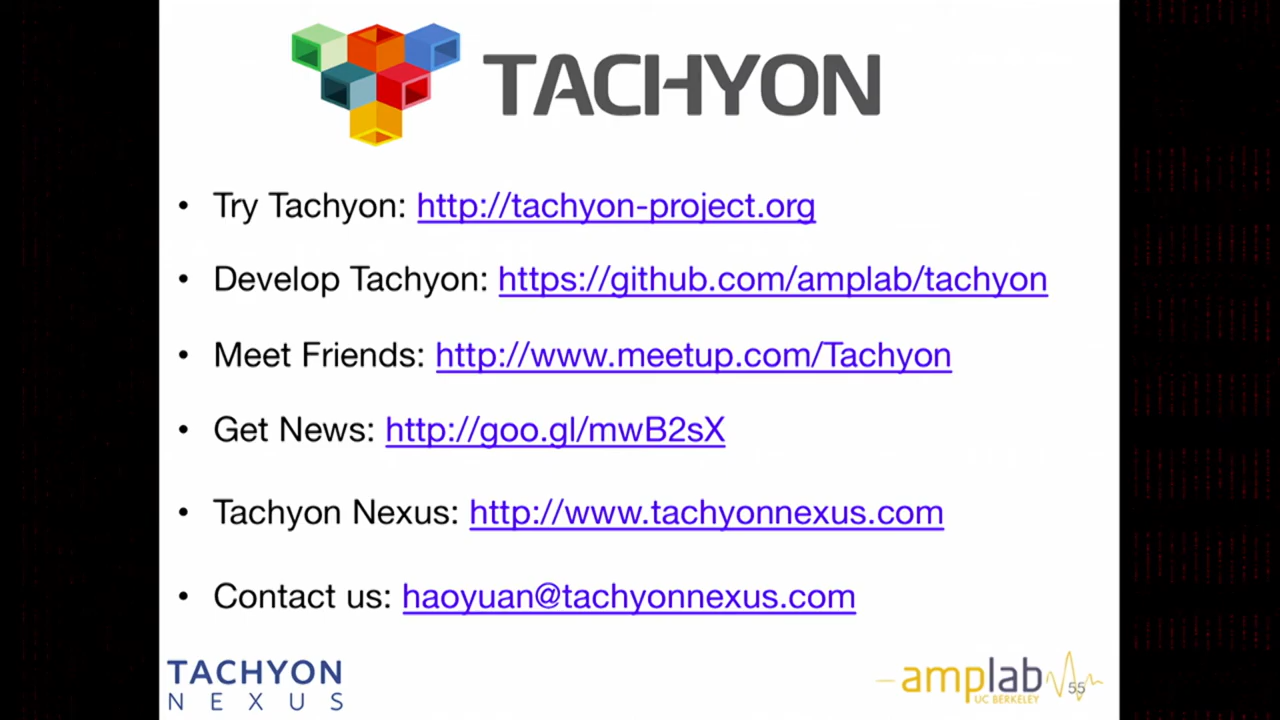 TACHYON
• Try Tachyon: http://tachyon-project.org
• Develop Tachyon: https://github.com/amplab/tachyon
• Meet Friends: http://www.meetup.com/Tachyon
• Get News: http://goo.gl/mwB2sX
• Tachyon Nexus: http://www.tachyonnexus.com
• Contact us: haoyuan@tachyonnexus.com
TACHYON
NEXUS
amplab
UC BERKELEY
55